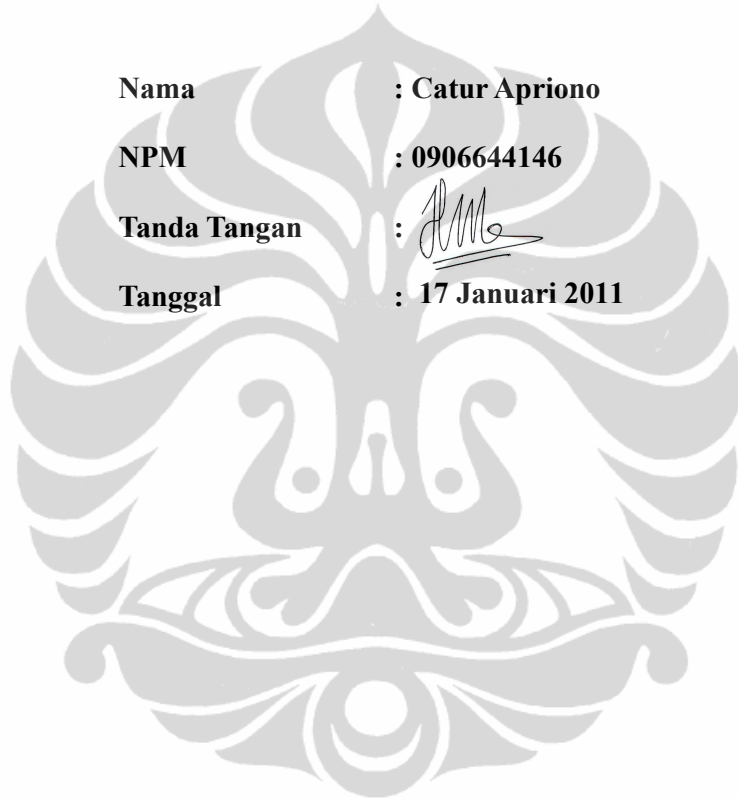 Nama : Catur Apriono
NPM : 0906644146
Tanda Tangan :
Tanggal : 17 Januari 2011